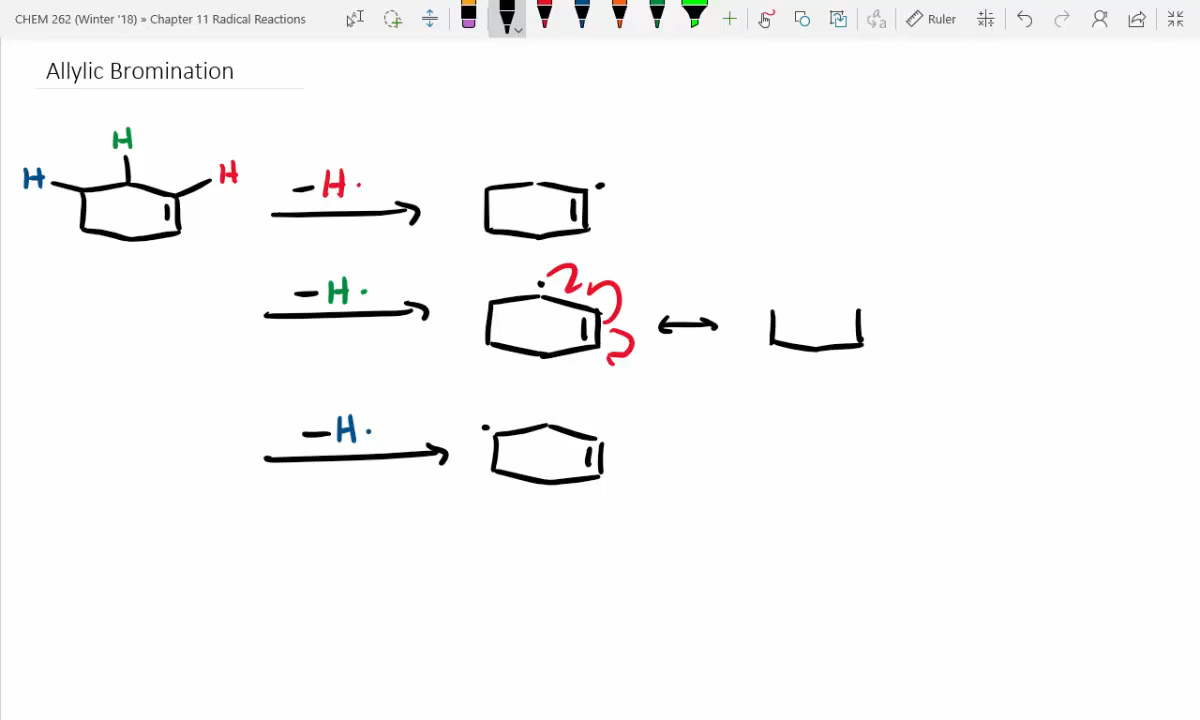 CHEM 262 (Winter '18) » Chapter 11 Radical Reactions
Ruler
Allylic Bromination
H
H
H
–H·
–H·
–H·